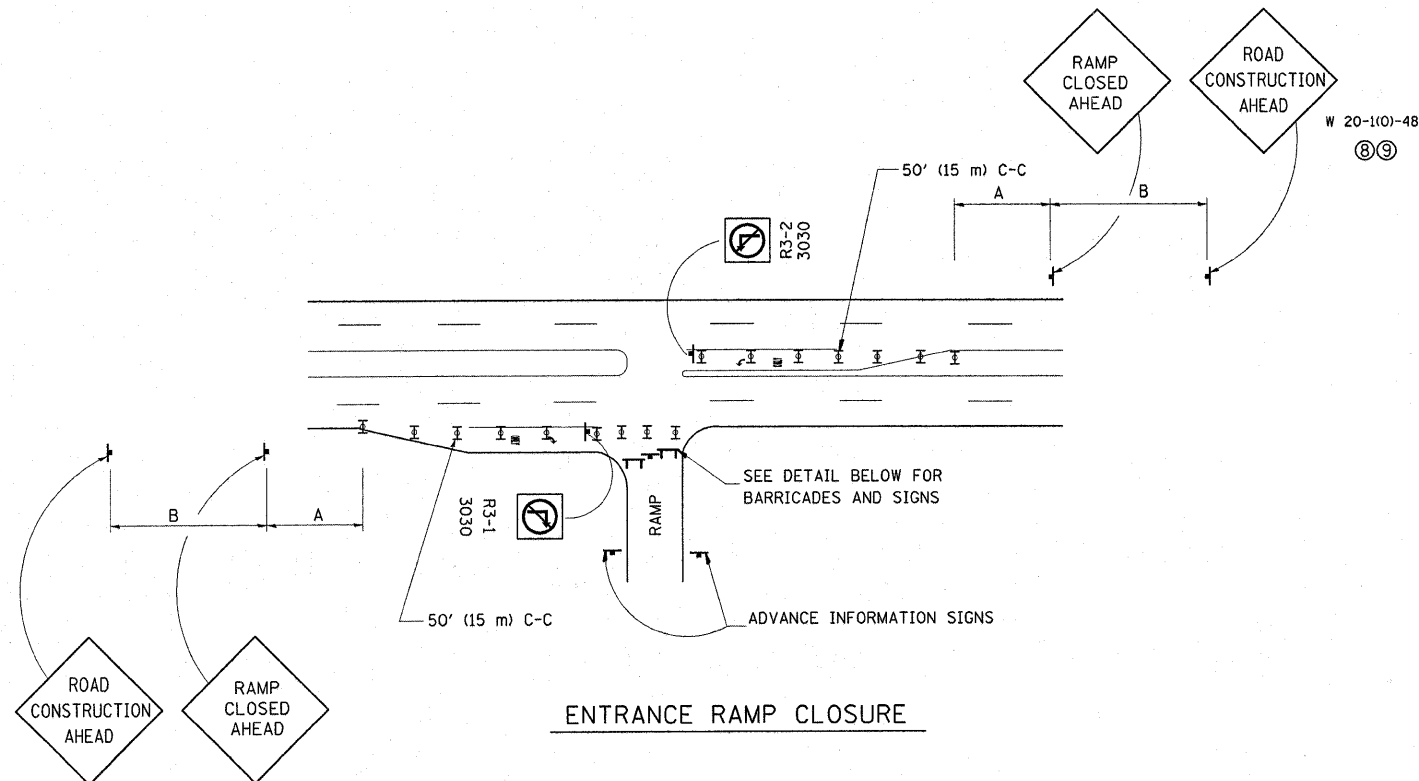 RAMP
CLOSED
AHEAD
ROAD
CONSTRUCTION
AHEAD
W 20-1(O)-48
⑧⑨
50' (15 m) C-C
A
B
R3-2
3030
SEE DETAIL BELOW FOR
BARRICADES AND SIGNS
RAMP
R3-1
3030
B
A
50' (15 m) C-C
ADVANCE INFORMATION SIGNS
ROAD
CONSTRUCTION
AHEAD
RAMP
CLOSED
AHEAD
ENTRANCE RAMP CLOSURE